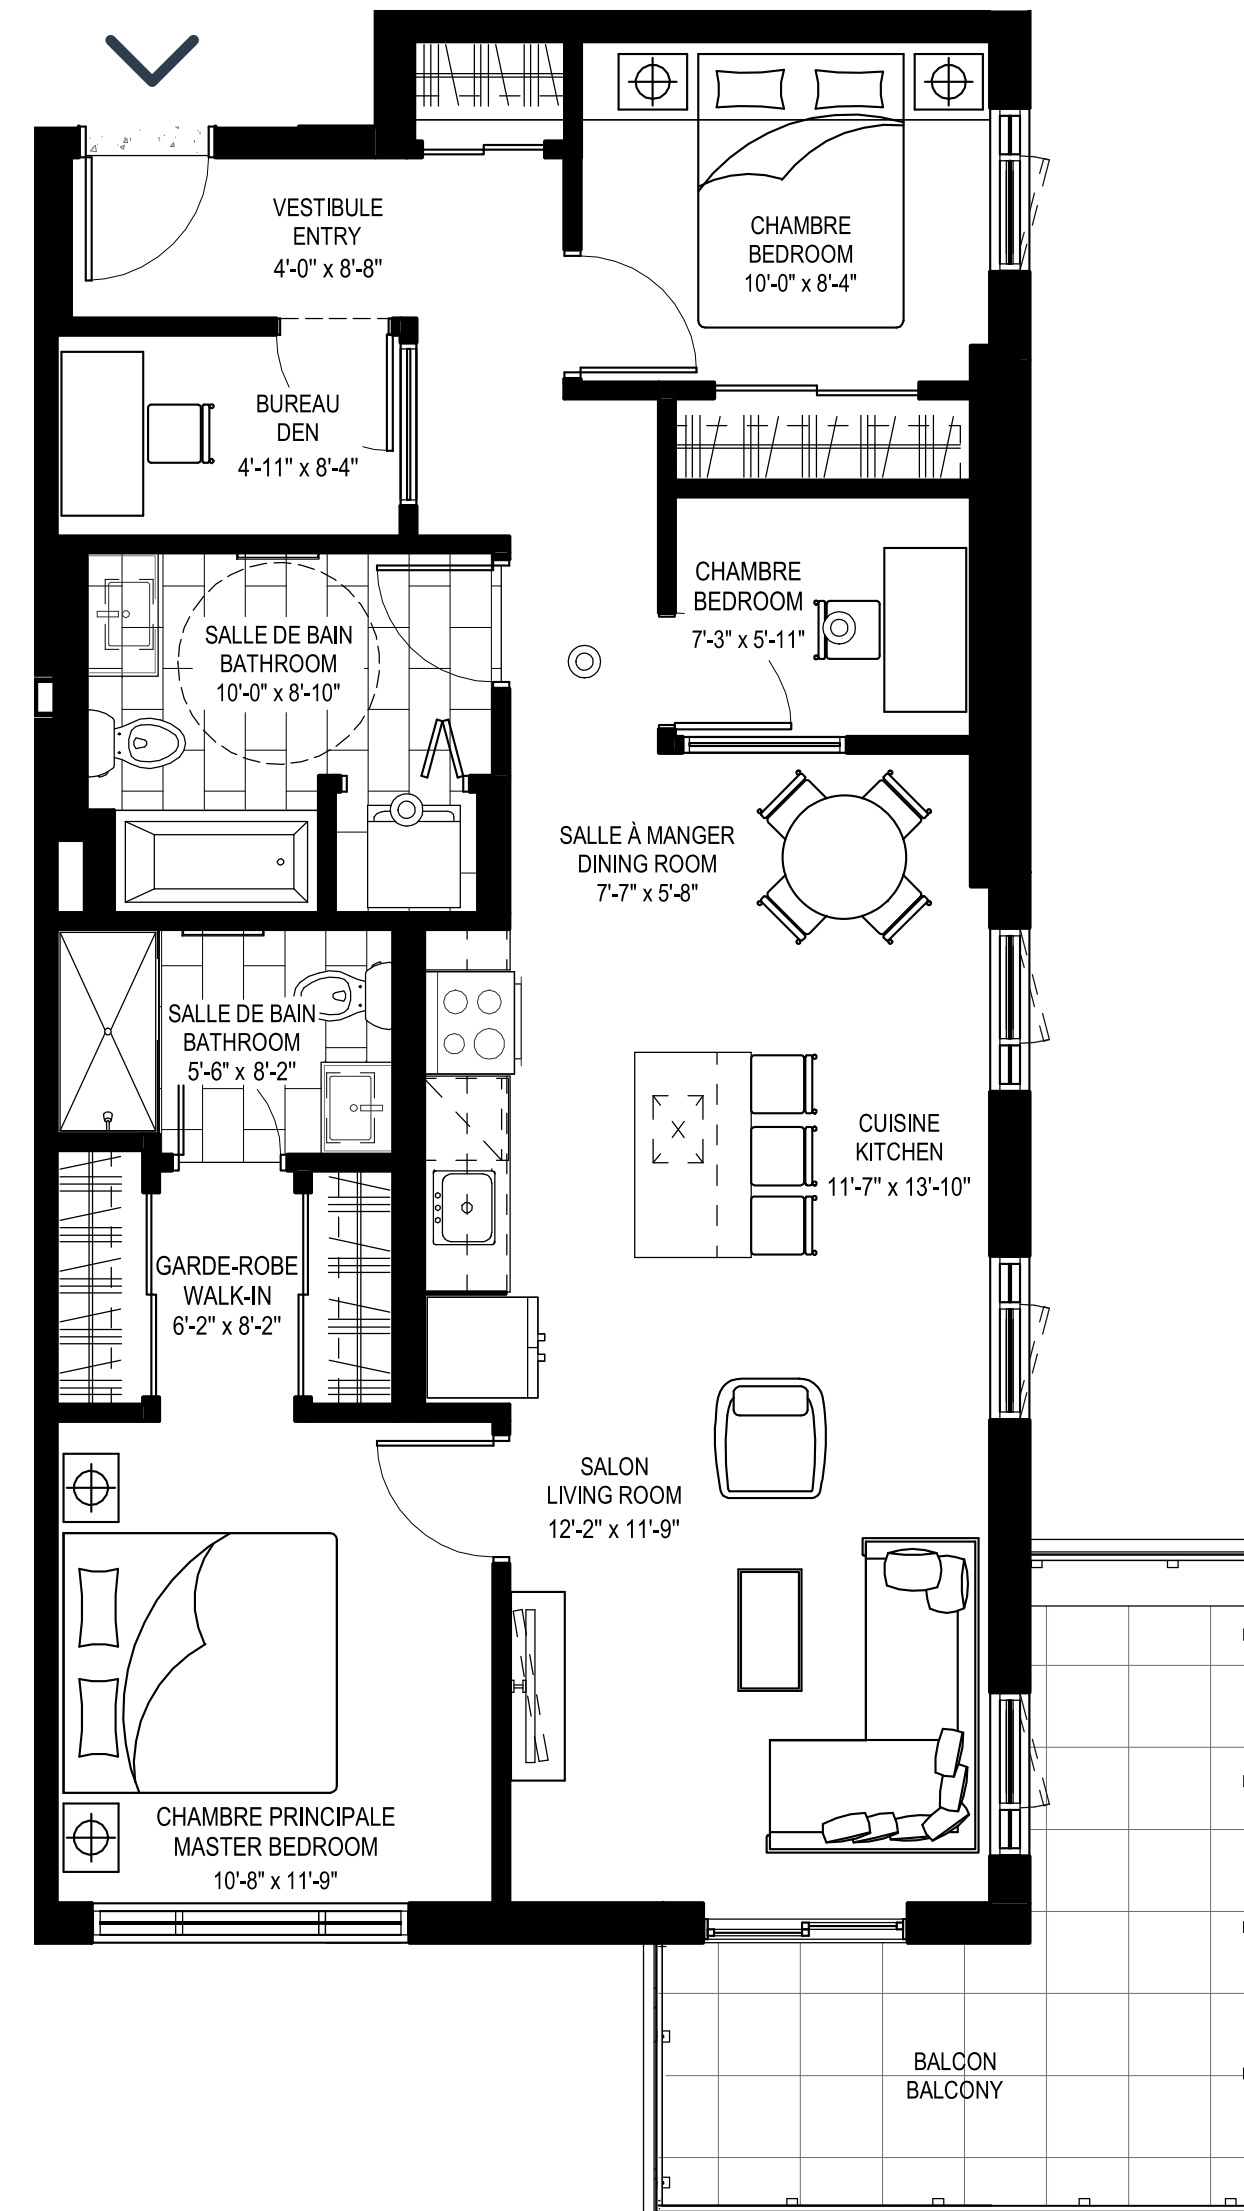 VESTIBULE
ENTRY
4'-0" x 8'-8"
CHAMBRE
BEDROOM
10'-0" x 8'-4"
BUREAU
DEN
4'-11" x 8'-4"
CHAMBRE
BEDROOM
7'-3" x 5'-11"
SALLE DE BAIN
BATHROOM
10'-0" x 8'-10"
SALLE À MANGER
DINING ROOM
7'-7" x 5'-8"
SALLE DE BAIN
BATHROOM
5'-6" x 8'-2"
CUISINE
KITCHEN
11'-7" x 13'-10"
GARDE-ROBE
WALK-IN
6'-2" x 8'-2"
SALON
LIVING ROOM
12'-2" x 11'-9"
CHAMBRE PRINCIPALE
MASTER BEDROOM
10'-8" x 11'-9"
BALCON
BALCONY